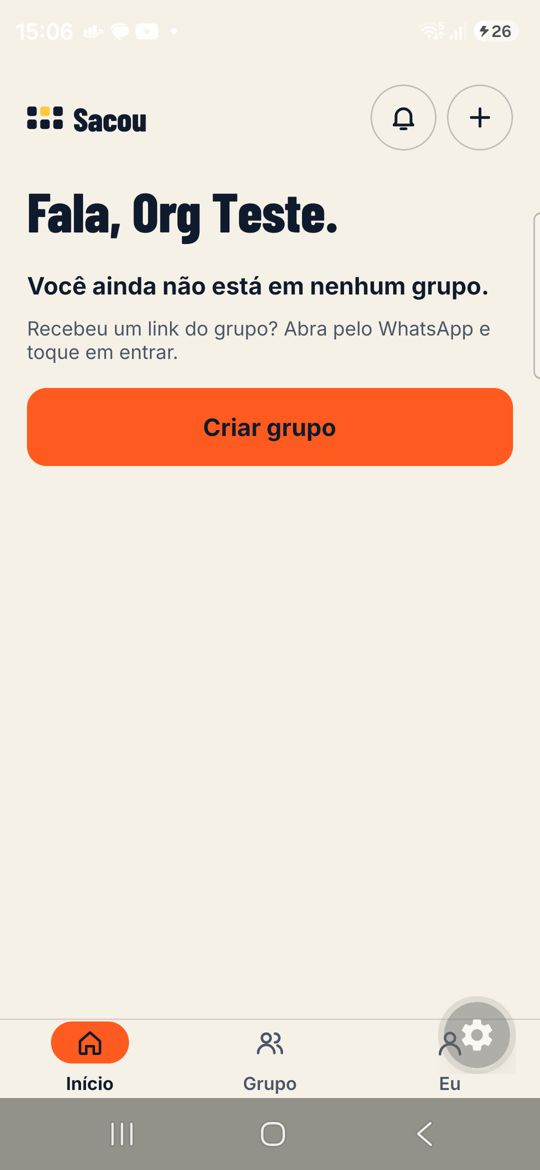 15:06
26
Sacou
Fala, Org Teste.
Você ainda não está em nenhum grupo.
Recebeu um link do grupo? Abra pelo WhatsApp e
toque em entrar.
Criar grupo
Início
Grupo
Eu